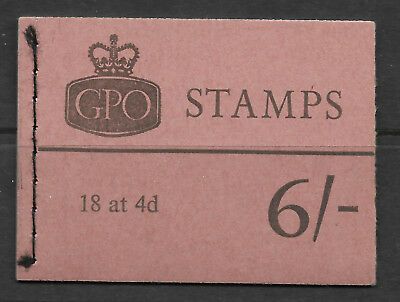 GPO STAMPS
18 at 4d 6/-